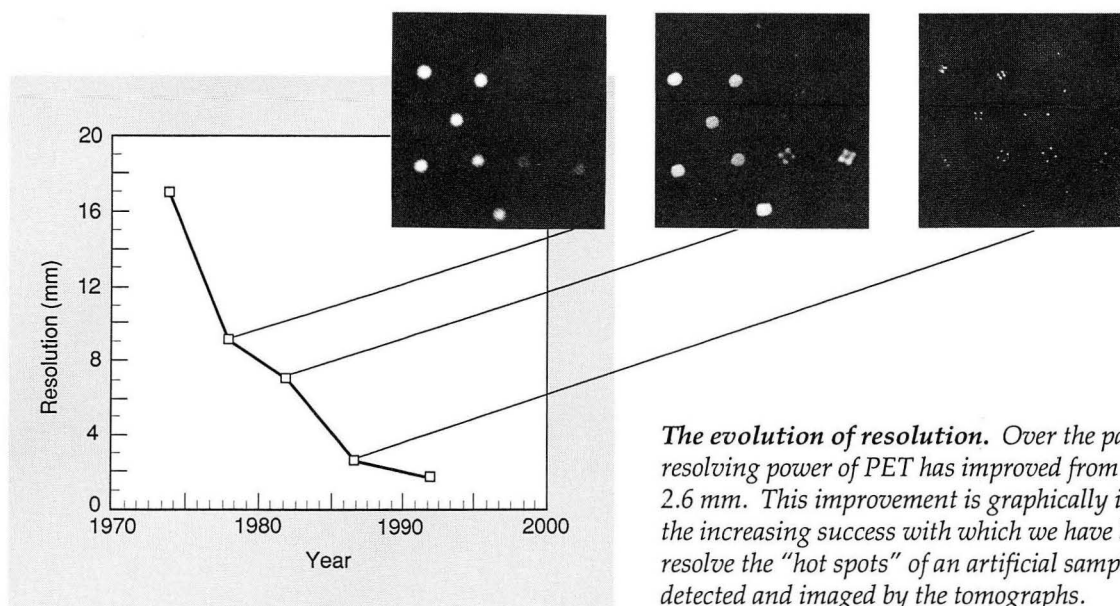 20
16
12
8
4
0
Resolution (mm)
1970
1980
1990
2000
Year
The evolution of resolution. Over the pa
resolving power of PET has improved from
2.6 mm. This improvement is graphically i
the increasing success with which we have
resolve the “hot spots” of an artificial samp
detected and imaged by the tomographs.